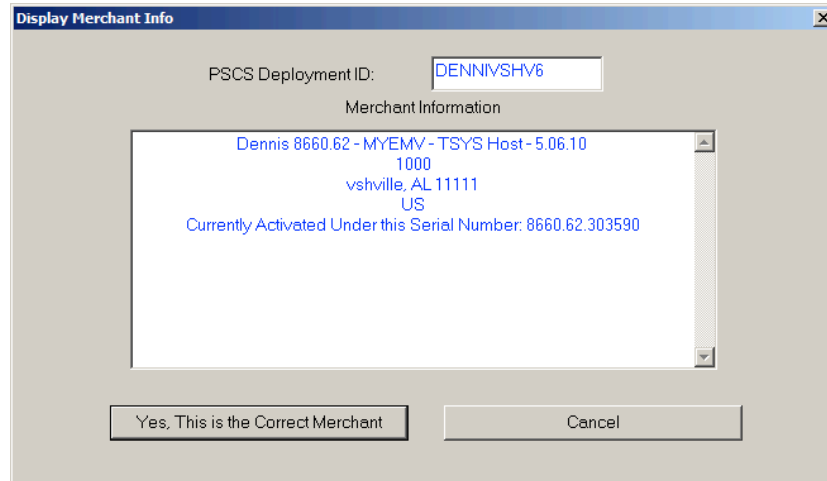 Display Merchant Info
PSCS Deployment ID: DENNIVSHV6
Merchant Information
Dennis 8660.62 - MYEMV - TSYS Host - 5.06.10
1000
vshville, AL 11111
US
Currently Activated Under this Serial Number: 8660.62.303590
Yes, This is the Correct Merchant
Cancel